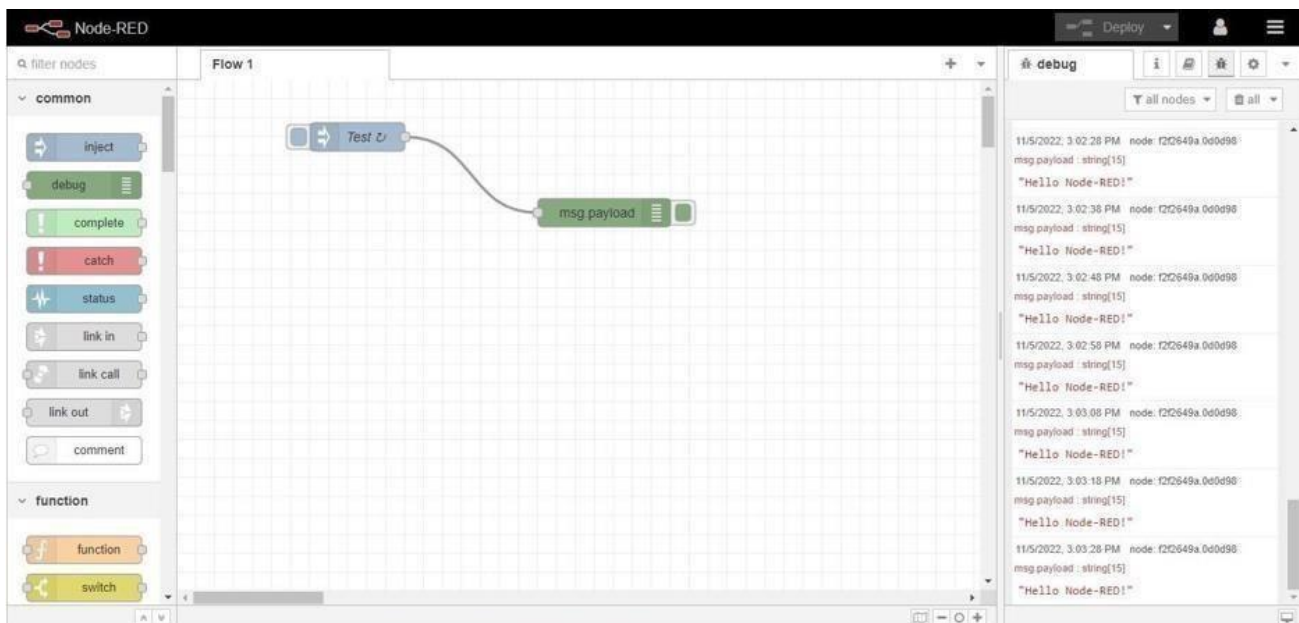 Node-RED
Deploy
filter nodes
Flow 1
debug
i
all nodes
all
common
inject
debug
complete
catch
status
link in
link call
link out
comment
function
function
switch
Test ↻
msg.payload
11/5/2022, 3:02:28 PM node: f2f2649a.0d0d98
msg.payload : string[15]
"Hello Node-RED!"
11/5/2022, 3:02:38 PM node: f2f2649a.0d0d98
msg.payload : string[15]
"Hello Node-RED!"
11/5/2022, 3:02:48 PM node: f2f2649a.0d0d98
msg.payload : string[15]
"Hello Node-RED!"
11/5/2022, 3:02:58 PM node: f2f2649a.0d0d98
msg.payload : string[15]
"Hello Node-RED!"
11/5/2022, 3:03:08 PM node: f2f2649a.0d0d98
msg.payload : string[15]
"Hello Node-RED!"
11/5/2022, 3:03:18 PM node: f2f2649a.0d0d98
msg.payload : string[15]
"Hello Node-RED!"
11/5/2022, 3:03:28 PM node: f2f2649a.0d0d98
msg.payload : string[15]
"Hello Node-RED!"